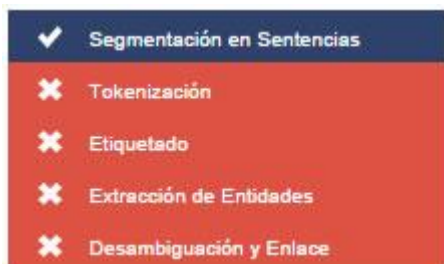 Segmentación en Sentencias
Tokenización
Etiquetado
Extracción de Entidades
Desambiguación y Enlace